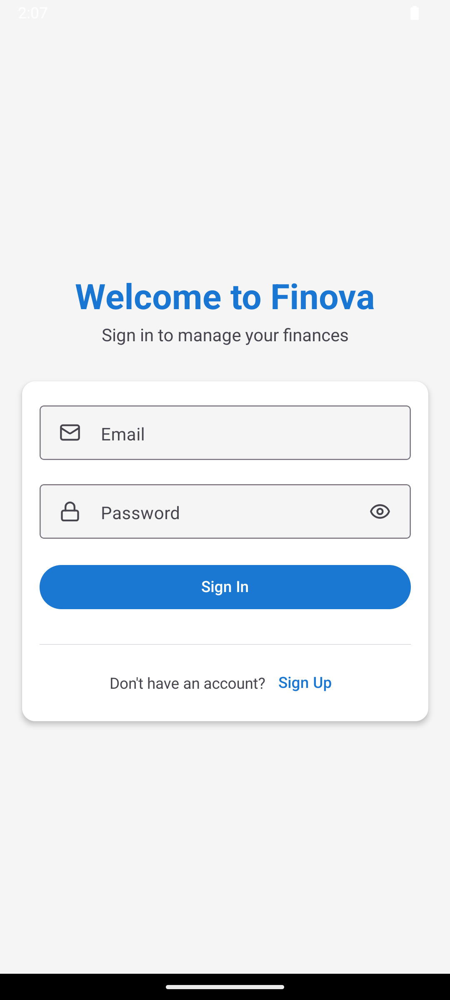 2:07
Welcome to Finova
Sign in to manage your finances
Email
Password
Sign In
Don't have an account? Sign Up